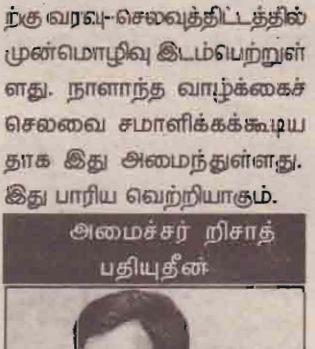 ற்கு வரவு-செலவுத்திட்டத்தில்
முன்மொழிவு இடம்பெற்றுள்
ளது. நாளாந்த வாழ்க்கைச்
செலவை சமாளிக்கக்கூடிய
தாக இது அமைந்துள்ளது.
இது பாரிய வெற்றியாகும்.
அமைச்சர் றிசாத்
பதியுதீன்